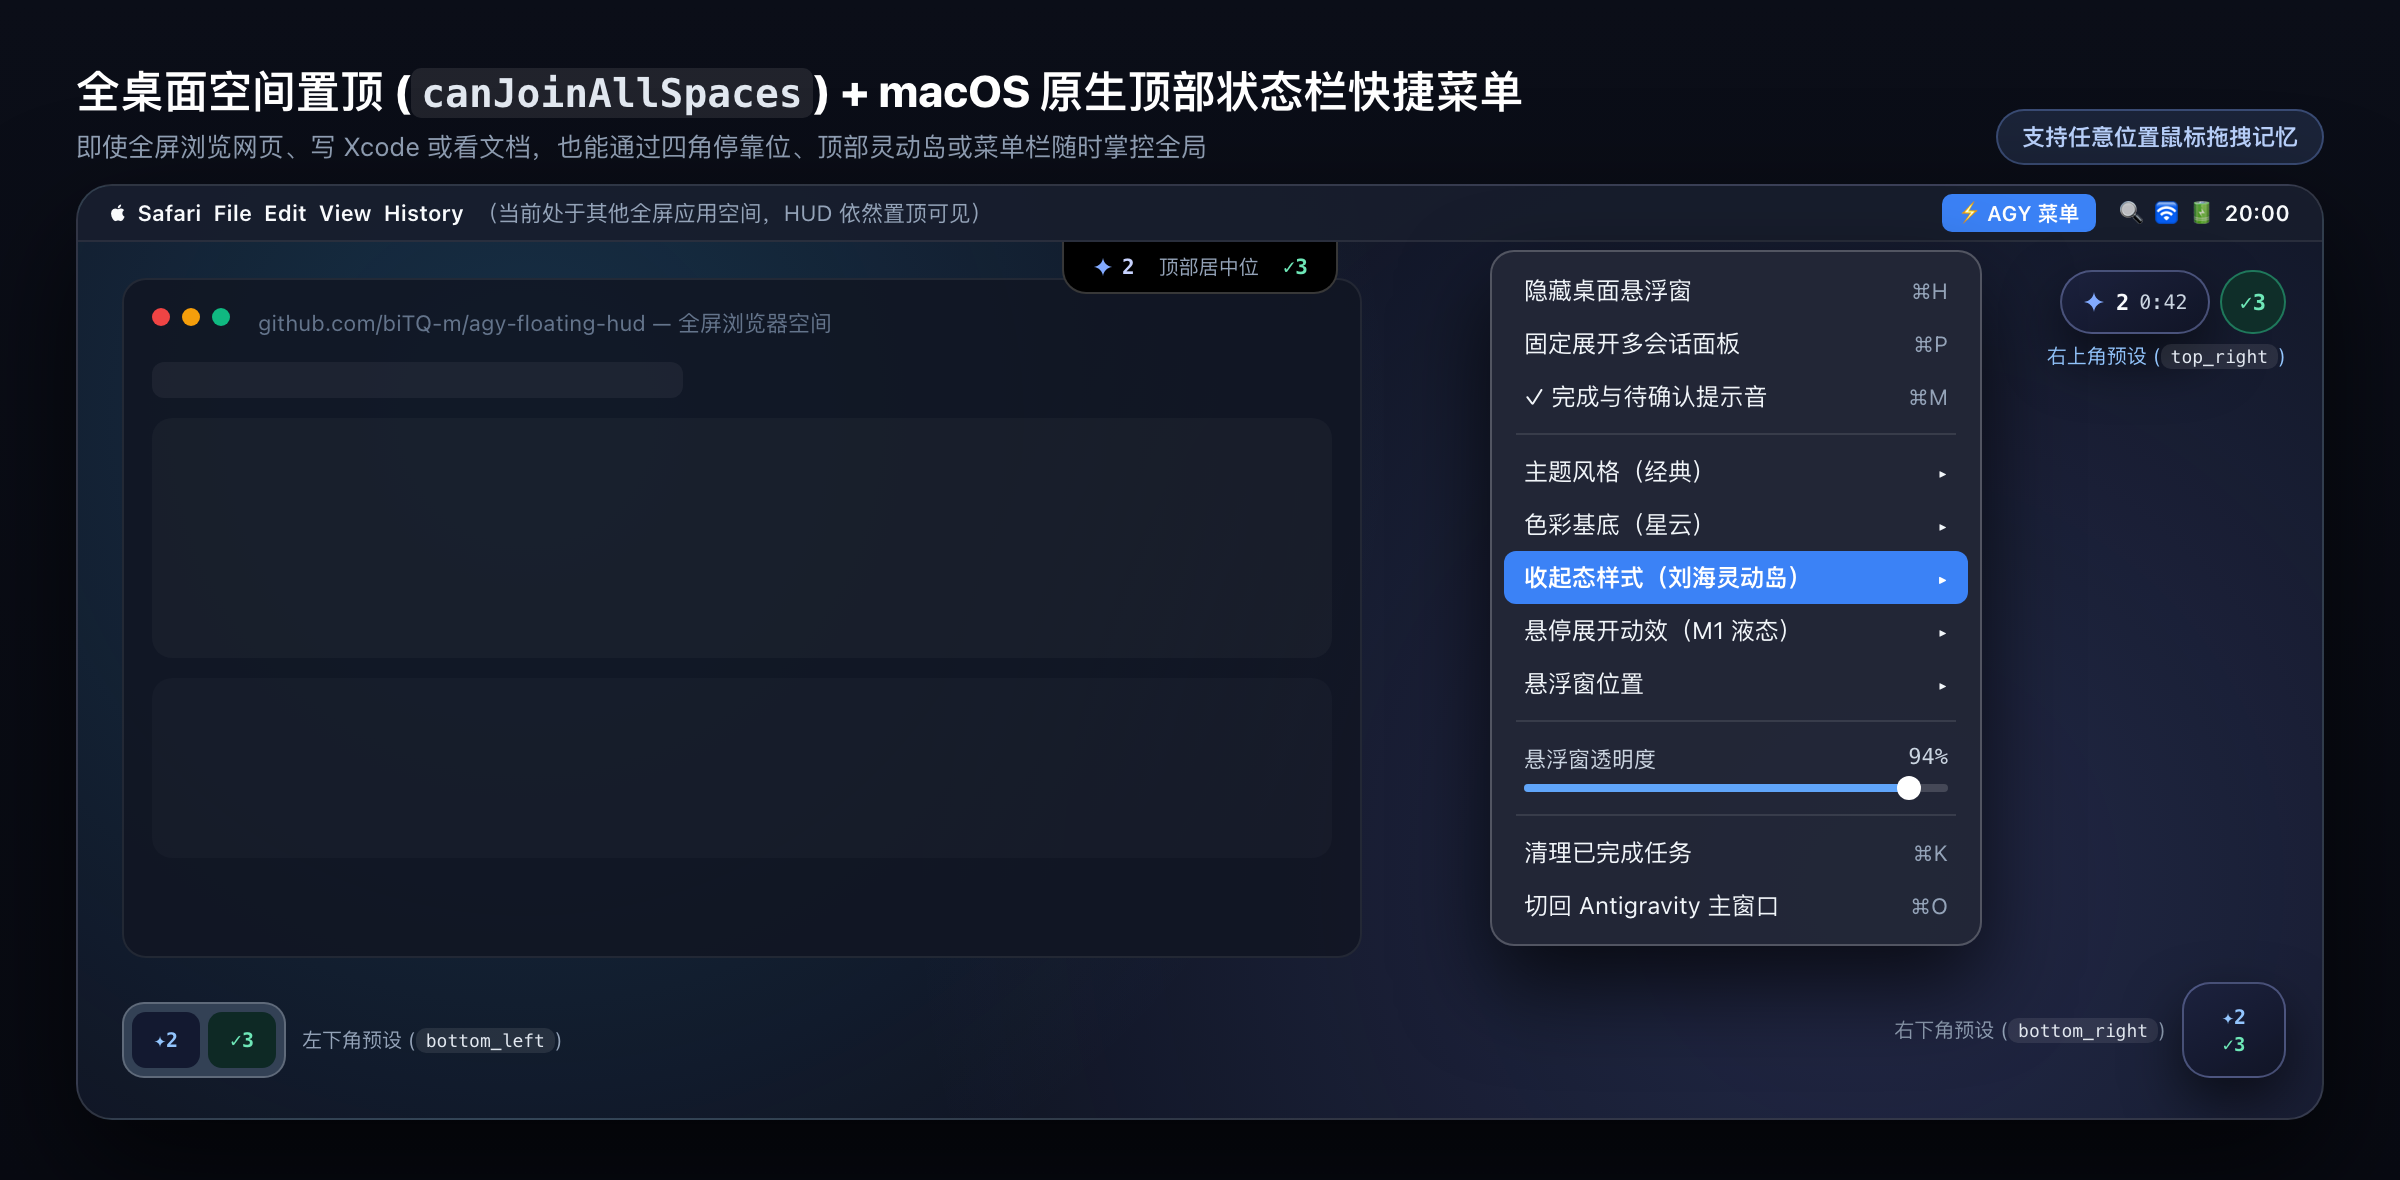 全桌面空间置顶 (canJoinAllSpaces) + macOS 原生顶部状态栏快捷菜单
即使全屏浏览网页、写 Xcode 或看文档，也能通过四角停靠位、顶部灵动岛或菜单栏随时掌控全局
支持任意位置鼠标拖拽记忆
Safari File Edit View History （当前处于其他全屏应用空间，HUD 依然置顶可见）
⚡ AGY 菜单 🔍 🛜 🔋 20:00
✦ 2 顶部居中位 ✓3
github.com/biTQ-m/agy-floating-hud — 全屏浏览器空间
隐藏桌面悬浮窗 ⌘H
固定展开多会话面板 ⌘P
✓ 完成与待确认提示音 ⌘M
主题风格（经典） ▸
色彩基底（星云） ▸
收起态样式（刘海灵动岛） ▸
悬停展开动效（M1 液态） ▸
悬浮窗位置 ▸
悬浮窗透明度 94%
清理已完成任务 ⌘K
切回 Antigravity 主窗口 ⌘O
✦ 2 0:42 ✓3
右上角预设 (top_right)
✦2 ✓3 左下角预设 (bottom_left)
右下角预设 (bottom_right)
✦2
✓3